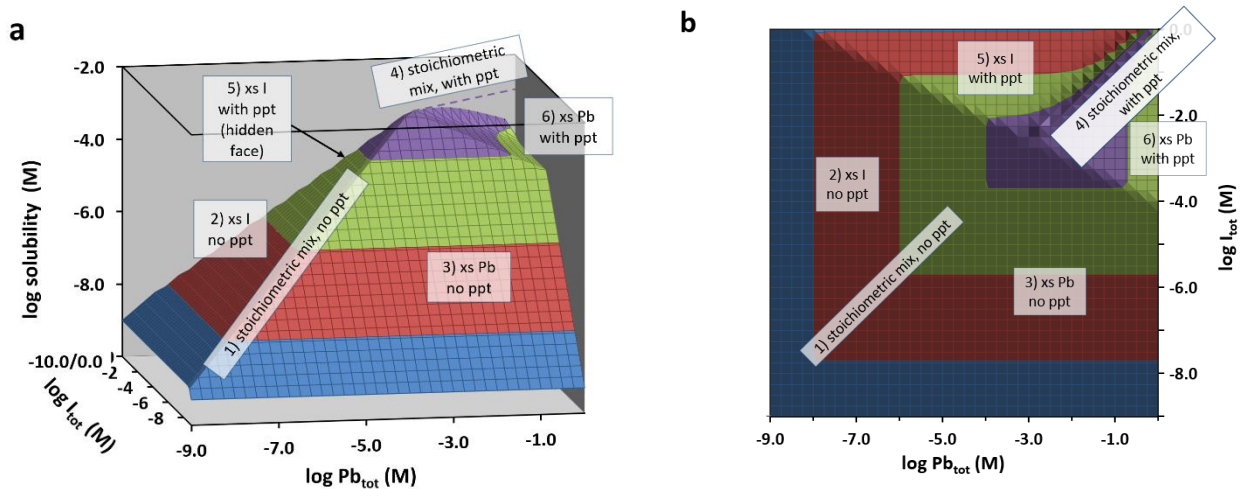 a
-2.0
-4.0
-6.0
-8.0
-10.0/0.0
log solubility (M)
5) xs I
with ppt
(hidden
face)
4) stoichiometric
mix, with ppt
6) xs Pb
with ppt
2) xs I
no ppt
1) stoichiometric mix, no ppt
3) xs Pb
no ppt
-2
-4
-6
-8
log Itot (M)
-9.0
-7.0
-5.0
-3.0
-1.0
log Pbtot (M)
b
5) xs I
with ppt
4) stoichiometric mix,
with ppt
6) xs Pb
with ppt
2) xs I
no ppt
1) stoichiometric mix, no ppt
3) xs Pb
no ppt
0.0
-2.0
-4.0
-6.0
-8.0
log Itot (M)
-9.0
-7.0
-5.0
-3.0
-1.0
log Pbtot (M)